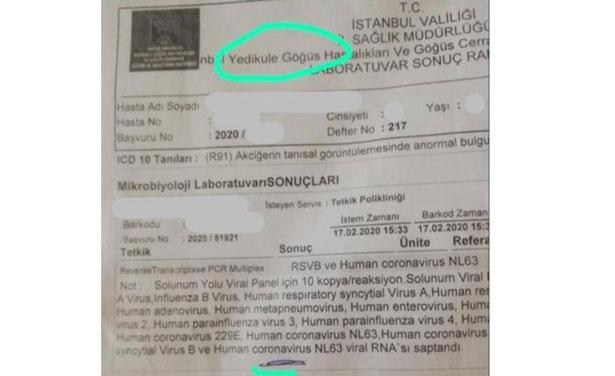 T.C.
İSTANBUL VALİLİĞİ
SAĞLIK MÜDÜRLÜĞÜ
Yedikule Göğüs Hastalıkları Ve Göğüs Cerra
LABORATUVAR SONUÇ RA
Hasta Adı Soyadı
Cinsiyeti : Yaşı :
Hasta No :
Başvuru No : 2020 / Defter No : 217
ICD 10 Tanıları : (R91) Akciğerin tanısal görüntülemesinde anormal bulgu
Mikrobiyoloji LaboratuvarıSONUÇLARI
İsteyen Servis : Tetkik Polikliniği
Barkodu : İstem Zamanı Barkod Zaman
Başvuru No : 2020 / 81921 17.02.2020 15:33 17.02.2020 15:3
Tetkik Sonuç Ünite Refera
ReverseTranscriptase PCR Multiplex RSVB ve Human coronavirus NL63
Not : Solunum Yolu Viral Panel için 10 kopya/reaksiyon.Solunum Viral
A Virus,Influenza B Virus, Human respiratory syncytial Virus A,Human res
Human adenovirus, Human metapneumovirus, Human enterovirus, Human
virus 2, Human parainfluenza virus 3, Human parainfluenza virus 4, Human
Human coronavirus 229E, Human coronavirus NL63,Human coronavirus
syncytial Virus B ve Human coronavirus NL63 viral RNA`sı saptandı.